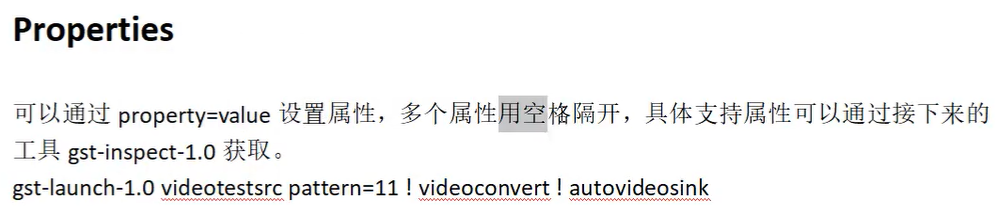 Properties
可以通过 property=value 设置属性，多个属性用空格隔开，具体支持属性可以通过接下来的
工具 gst-inspect-1.0 获取。
gst-launch-1.0 videotestsrc pattern=11 ! videoconvert ! autovideosink